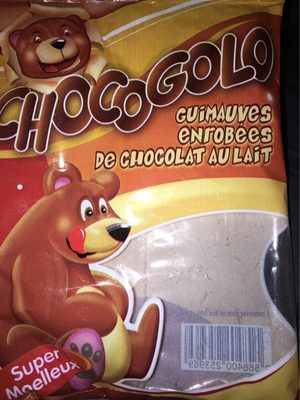 CHOCOGOLO
GUIMAUVES
ENROBÉES
DE CHOCOLAT AU LAIT
Super
Moelleux